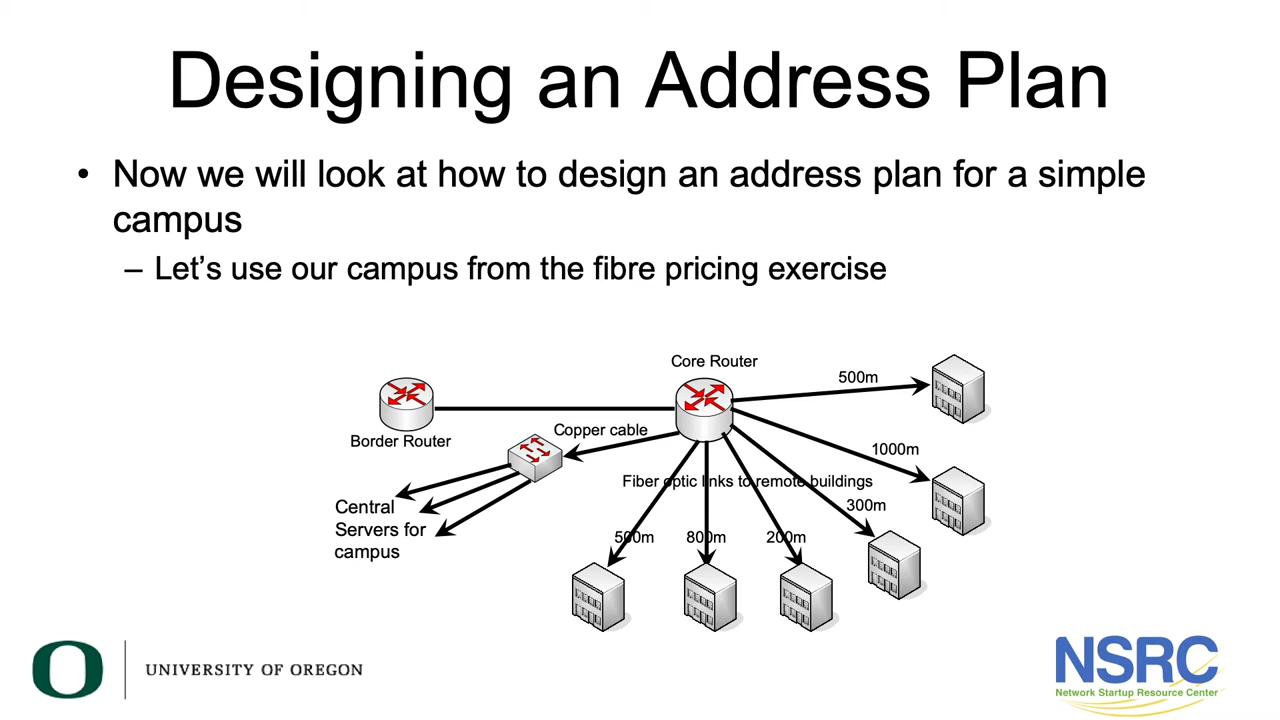 Designing an Address Plan
• Now we will look at how to design an address plan for a simple
campus
– Let’s use our campus from the fibre pricing exercise
Core Router
500m
Border Router
Copper cable
1000m
Fiber optic links to remote buildings
300m
Central
Servers for
campus
500m
800m
200m
UNIVERSITY OF OREGON
NSRC
Network Startup Resource Center